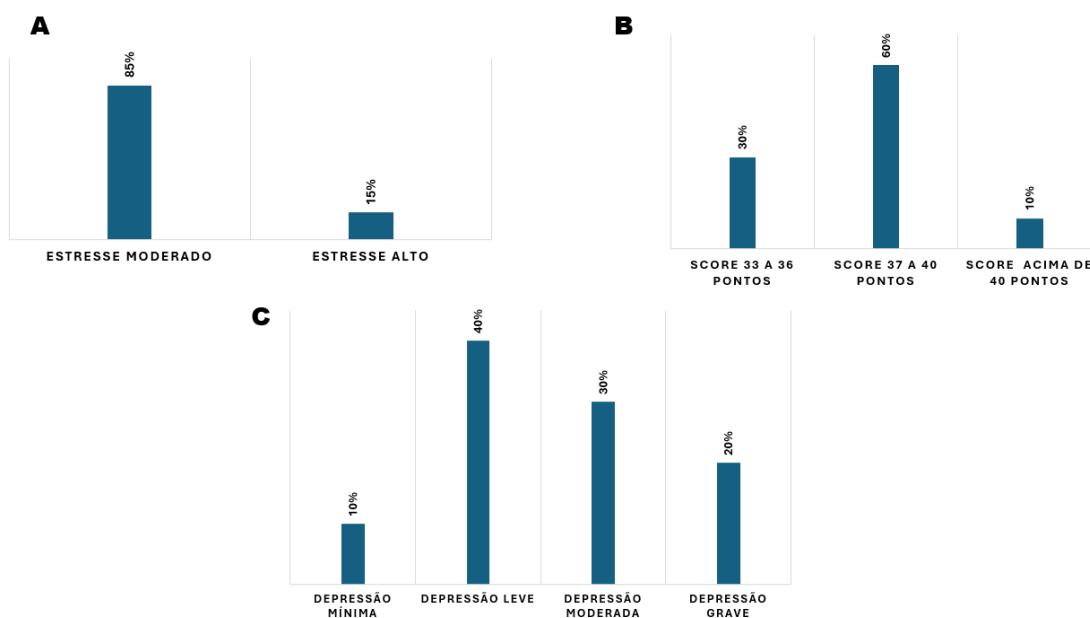 A
85%
15%
ESTRESSE MODERADO
ESTRESSE ALTO
B
30%
60%
10%
SCORE 33 A 36
PONTOS
SCORE 37 A 40
PONTOS
SCORE ACIMA DE
40 PONTOS
C
10%
40%
30%
20%
DEPRESSÃO
MÍNIMA
DEPRESSÃO LEVE
DEPRESSÃO
MODERADA
DEPRESSÃO
GRAVE